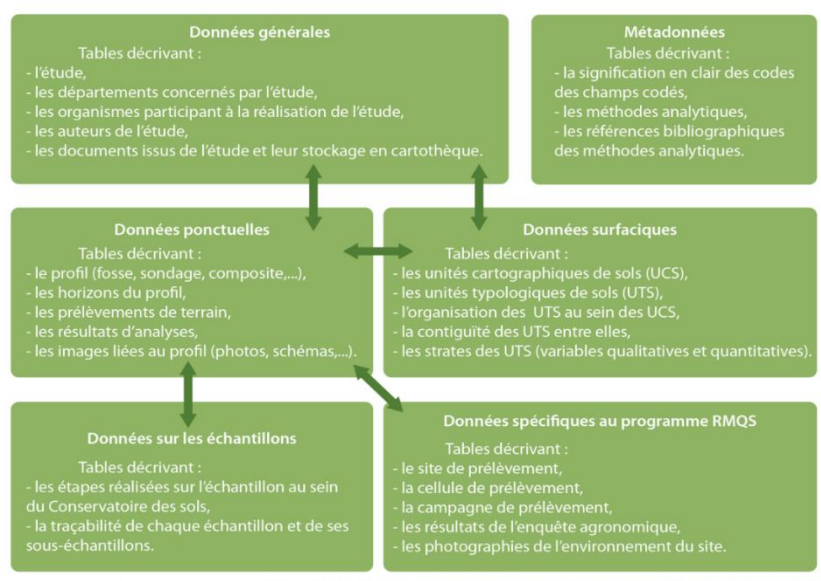 Données générales
Tables décrivant :
- l'étude,
- les départements concernés par l'étude,
- les organismes participant à la réalisation de l'étude,
- les auteurs de l'étude,
- les documents issus de l'étude et leur stockage en cartothèque.
Métadonnées
Tables décrivant :
- la signification en clair des codes
des champs codés,
- les méthodes analytiques,
- les références bibliographiques
des méthodes analytiques.
Données ponctuelles
Tables décrivant :
- le profil (fosse, sondage, composite,...),
- les horizons du profil,
- les prélèvements de terrain,
- les résultats d'analyses,
- les images liées au profil (photos, schémas,...).
Données surfaciques
Tables décrivant :
- les unités cartographiques de sols (UCS),
- les unités typologiques de sols (UTS),
- l'organisation des UTS au sein des UCS,
- la contiguïté des UTS entre elles,
- les strates des UTS (variables qualitatives et quantitatives).
Données sur les échantillons
Tables décrivant :
- les étapes réalisées sur l'échantillon au sein
du Conservatoire des sols,
- la traçabilité de chaque échantillon et de ses
sous-échantillons.
Données spécifiques au programme RMQS
Tables décrivant :
- le site de prélèvement,
- la cellule de prélèvement,
- la campagne de prélèvement,
- les résultats de l'enquête agronomique,
- les photographies de l'environnement du site.